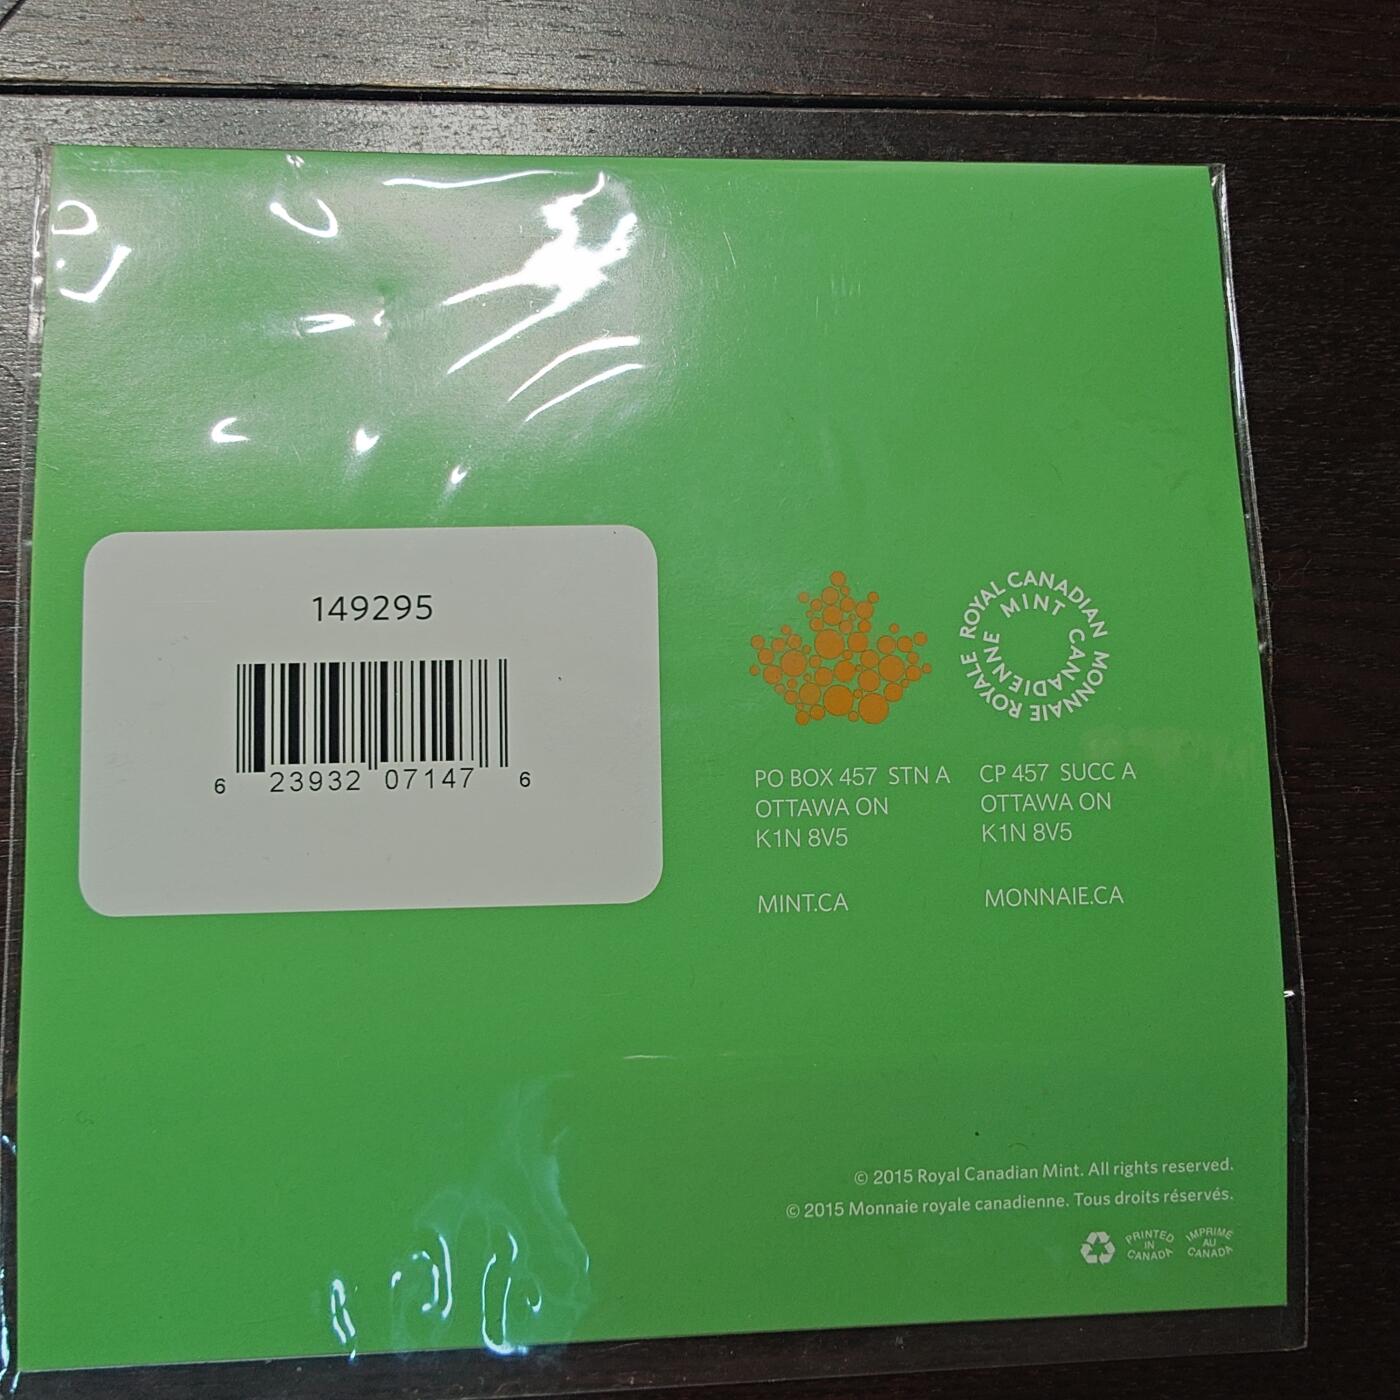 149295
6 23932 07147 6
ROYAL CANADIAN MINT
MONNAIE ROYALE CANADIENNE
PO BOX 457 STN A
OTTAWA ON
K1N 8V5
MINT.CA
CP 457 SUCC A
OTTAWA ON
K1N 8V5
MONNAIE.CA
© 2015 Royal Canadian Mint. All rights reserved.
© 2015 Monnaie royale canadienne. Tous droits réservés.
PRINTED
IN
CANADA
IMPRIMÉ
AU
CANADA